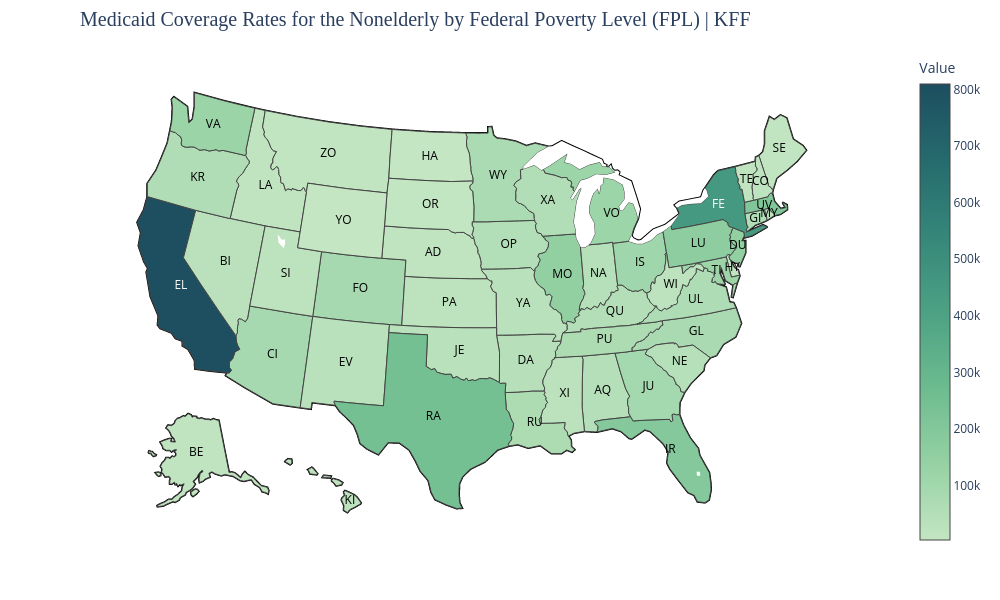 Medicaid Coverage Rates for the Nonelderly by Federal Poverty Level (FPL) | KFF
Value
800k
700k
600k
500k
400k
300k
200k
100k
VA
ZO
HA
SE
KR
LA
WY
TE
CO
XA
VO
FE
UV
MY
GI
YO
OR
OP
LU
DU
AD
IS
TI
HY
BI
SI
MO
NA
WI
EL
FO
UL
PA
YA
QU
GL
PU
CI
EV
JE
DA
NE
XI
AQ
JU
RA
RU
IR
BE
KI